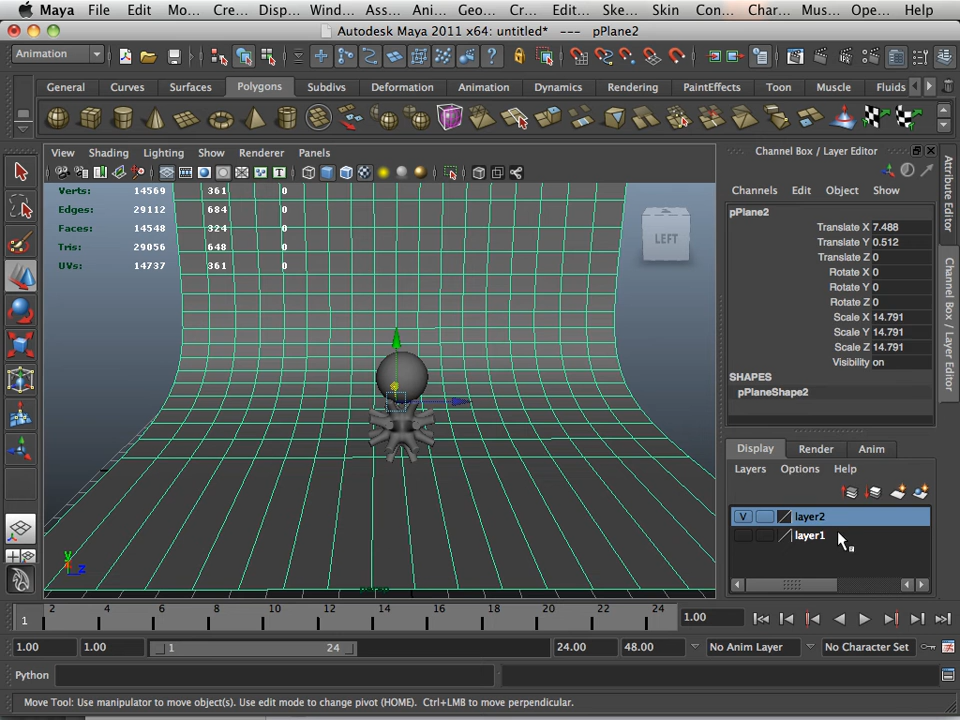 Maya File Edit Mo... Cre... Disp... Wind... Ass... Ani... Geo... Cr... Edit... Ske... Skin Con... Char... Mus... Ope... Help
Autodesk Maya 2011 x64: untitled* --- pPlane2
Animation
General Curves Surfaces Polygons Subdivs Deformation Animation Dynamics Rendering PaintEffects Toon Muscle Fluids
View Shading Lighting Show Renderer Panels
Verts: 14569 361 0
Edges: 29112 684 0
Faces: 14548 324 0
Tris: 29056 648 0
UVs: 14737 361 0
LEFT
y
z
Channel Box / Layer Editor
Channels Edit Object Show
pPlane2
Translate X 7.488
Translate Y 0.512
Translate Z 0
Rotate X 0
Rotate Y 0
Rotate Z 0
Scale X 14.791
Scale Y 14.791
Scale Z 14.791
Visibility on
SHAPES
pPlaneShape2
Display Render Anim
Layers Options Help
V layer2
layer1
Attribute Editor
Channel Box / Layer Editor
1 2 4 6 8 10 12 14 16 18 20 22 24 1.00
1.00 1.00 1 24 24.00 48.00 No Anim Layer No Character Set
Python
Move Tool: Use manipulator to move object(s). Use edit mode to change pivot (HOME). Ctrl+LMB to move perpendicular.